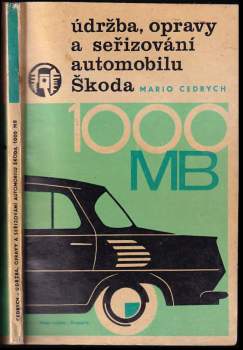 údržba, opravy
a seřizování
automobilu
Škoda MARIO CEDRYCH
1000
MB
CEDRYCH - ÚDRŽBA, OPRAVY A SEŘIZOVÁNÍ AUTOMOBILU ŠKODA 1000 MB